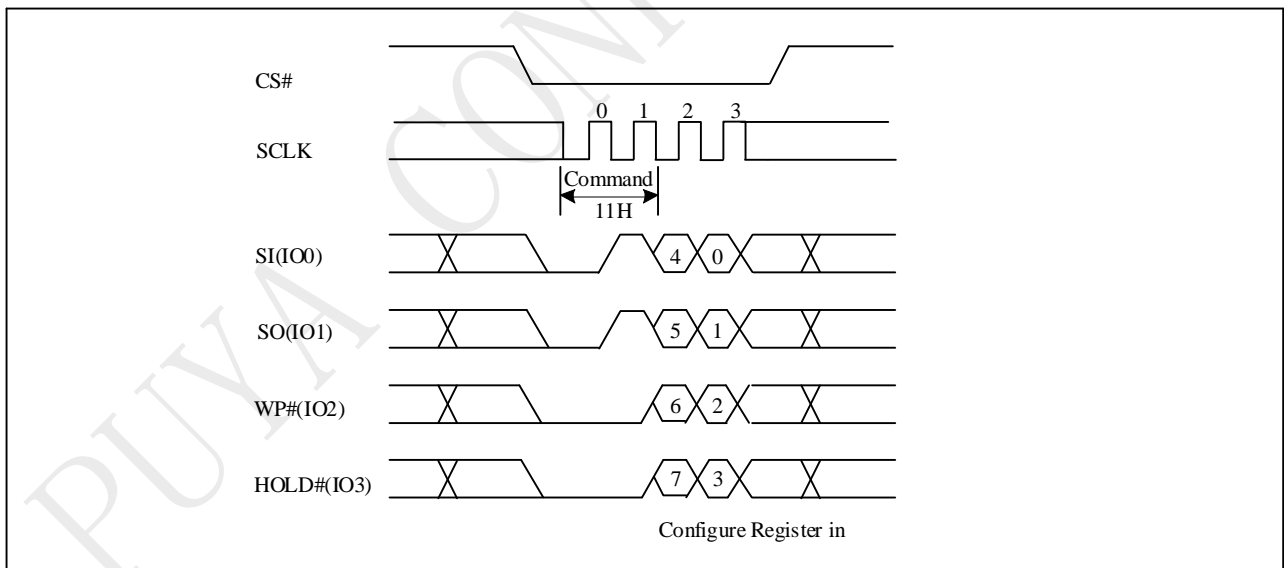 PUYA CONF
CS#
0 1 2 3
SCLK
Command
11H
SI(IO0)
4 0
SO(IO1)
5 1
WP#(IO2)
6 2
HOLD#(IO3)
7 3
Configure Register in